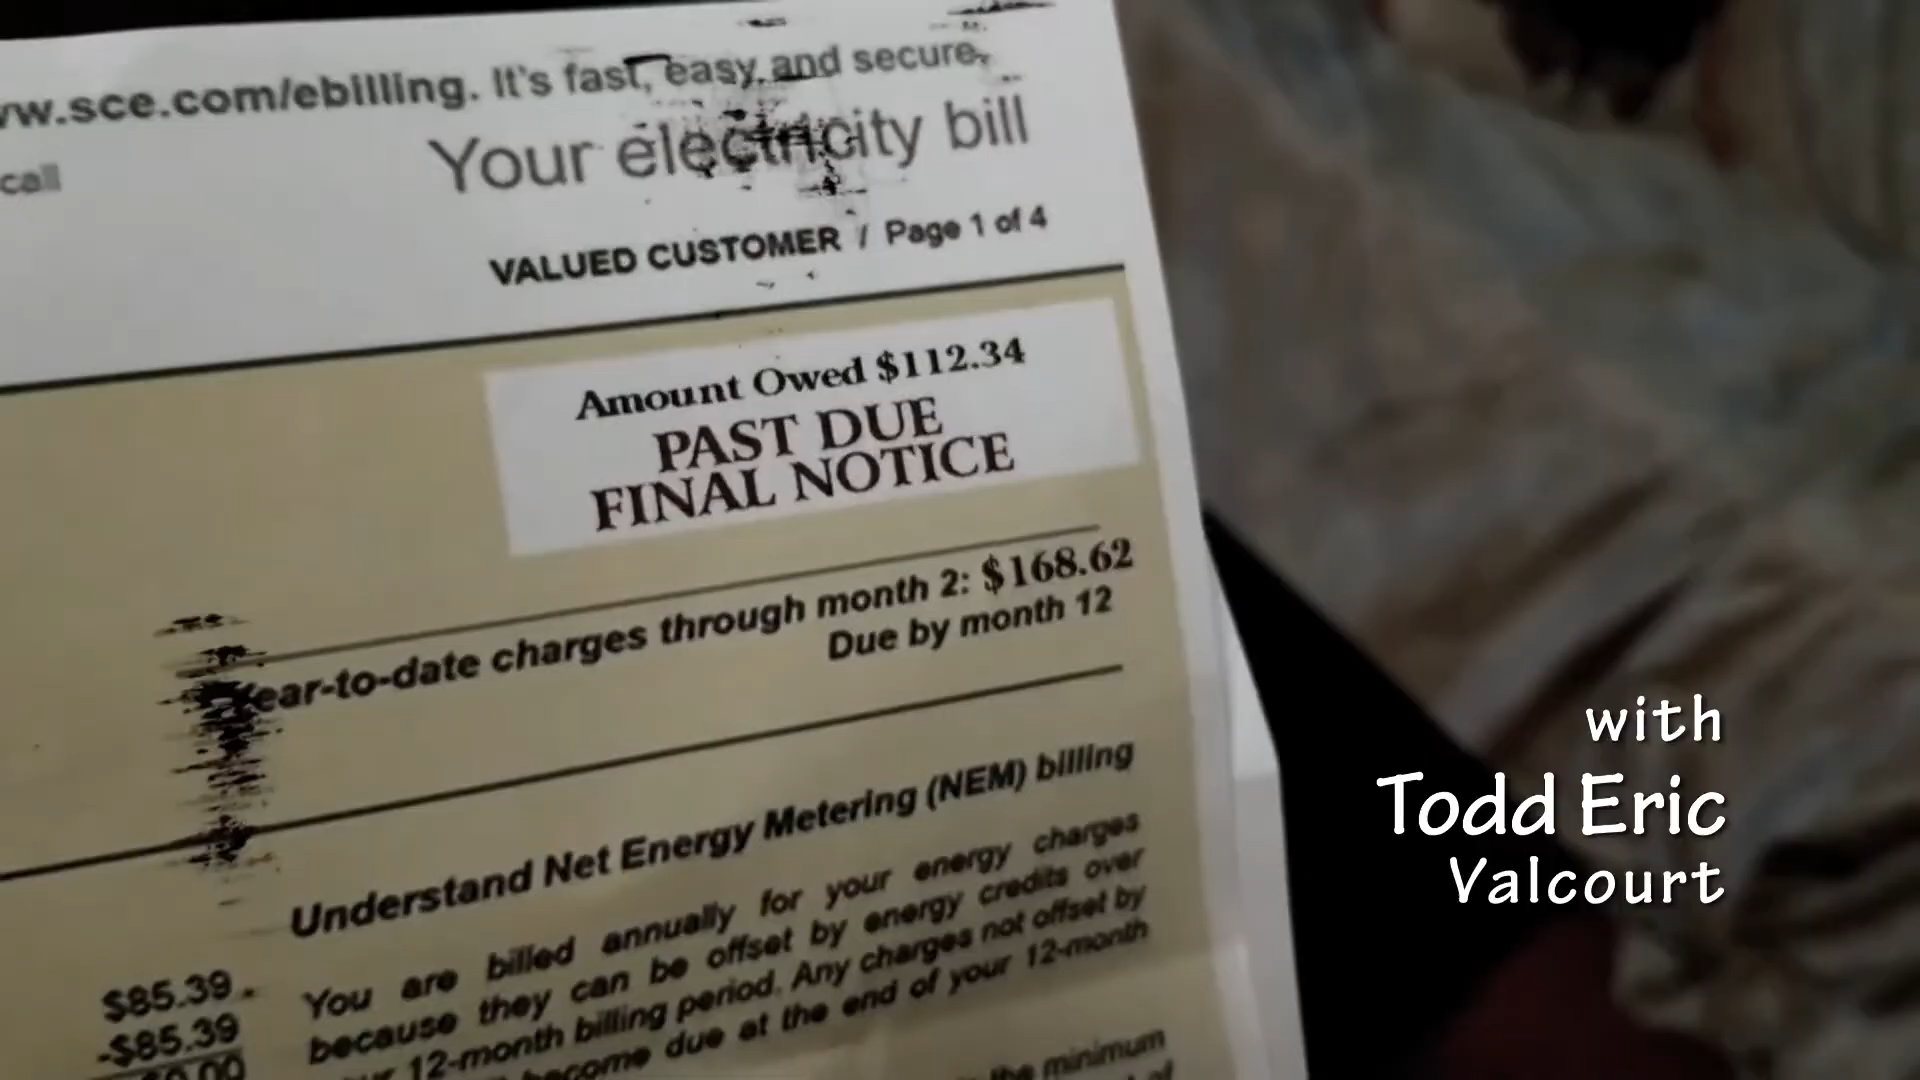 www.sce.com/ebilling. It's fast, easy and secure.
call
Your electricity bill
VALUED CUSTOMER / Page 1 of 4
Amount Owed $112.34
PAST DUE
FINAL NOTICE
Year-to-date charges through month 2: $168.62
Due by month 12
Understand Net Energy Metering (NEM) billing
You are billed annually for your energy charges
because they can be offset by energy credits over
12-month billing period. Any charges not offset by
become due at the end of your 12-month
the minimum
of
$85.39
-$85.39
with
Todd Eric
Valcourt